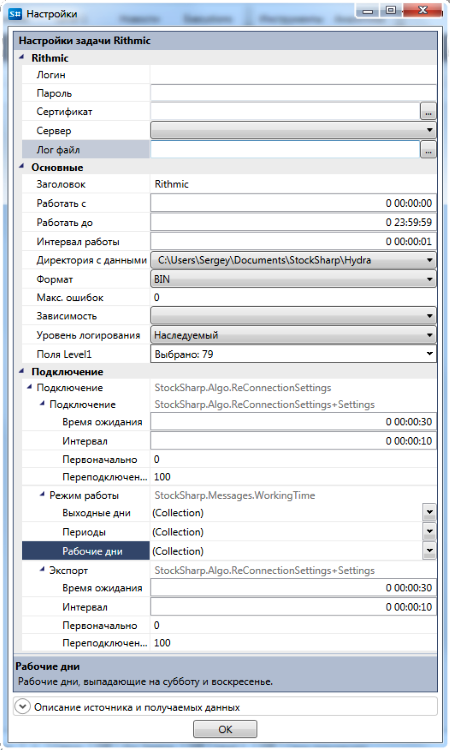 S# Настройки
Настройки задачи Rithmic
Rithmic
Логин
Пароль
Сертификат ...
Сервер
Лог файл ...
Основные
Заголовок Rithmic
Работать с 0 00:00:00
Работать до 0 23:59:59
Интервал работы 0 00:00:01
Директория с данными C:\Users\Sergey\Documents\StockSharp\Hydra
Формат BIN
Макс. ошибок 0
Зависимость
Уровень логирования Наследуемый
Поля Level1 Выбрано: 79
Подключение
Подключение StockSharp.Algo.ReConnectionSettings
Подключение StockSharp.Algo.ReConnectionSettings+Settings
Время ожидания 0 00:00:30
Интервал 0 00:00:10
Первоначально 0
Переподключен... 100
Режим работы StockSharp.Messages.WorkingTime
Выходные дни (Collection)
Периоды (Collection)
Рабочие дни (Collection)
Экспорт StockSharp.Algo.ReConnectionSettings+Settings
Время ожидания 0 00:00:30
Интервал 0 00:00:10
Первоначально 0
Переподключен... 100
Рабочие дни
Рабочие дни, выпадающие на субботу и воскресенье.
Описание источника и получаемых данных
OK